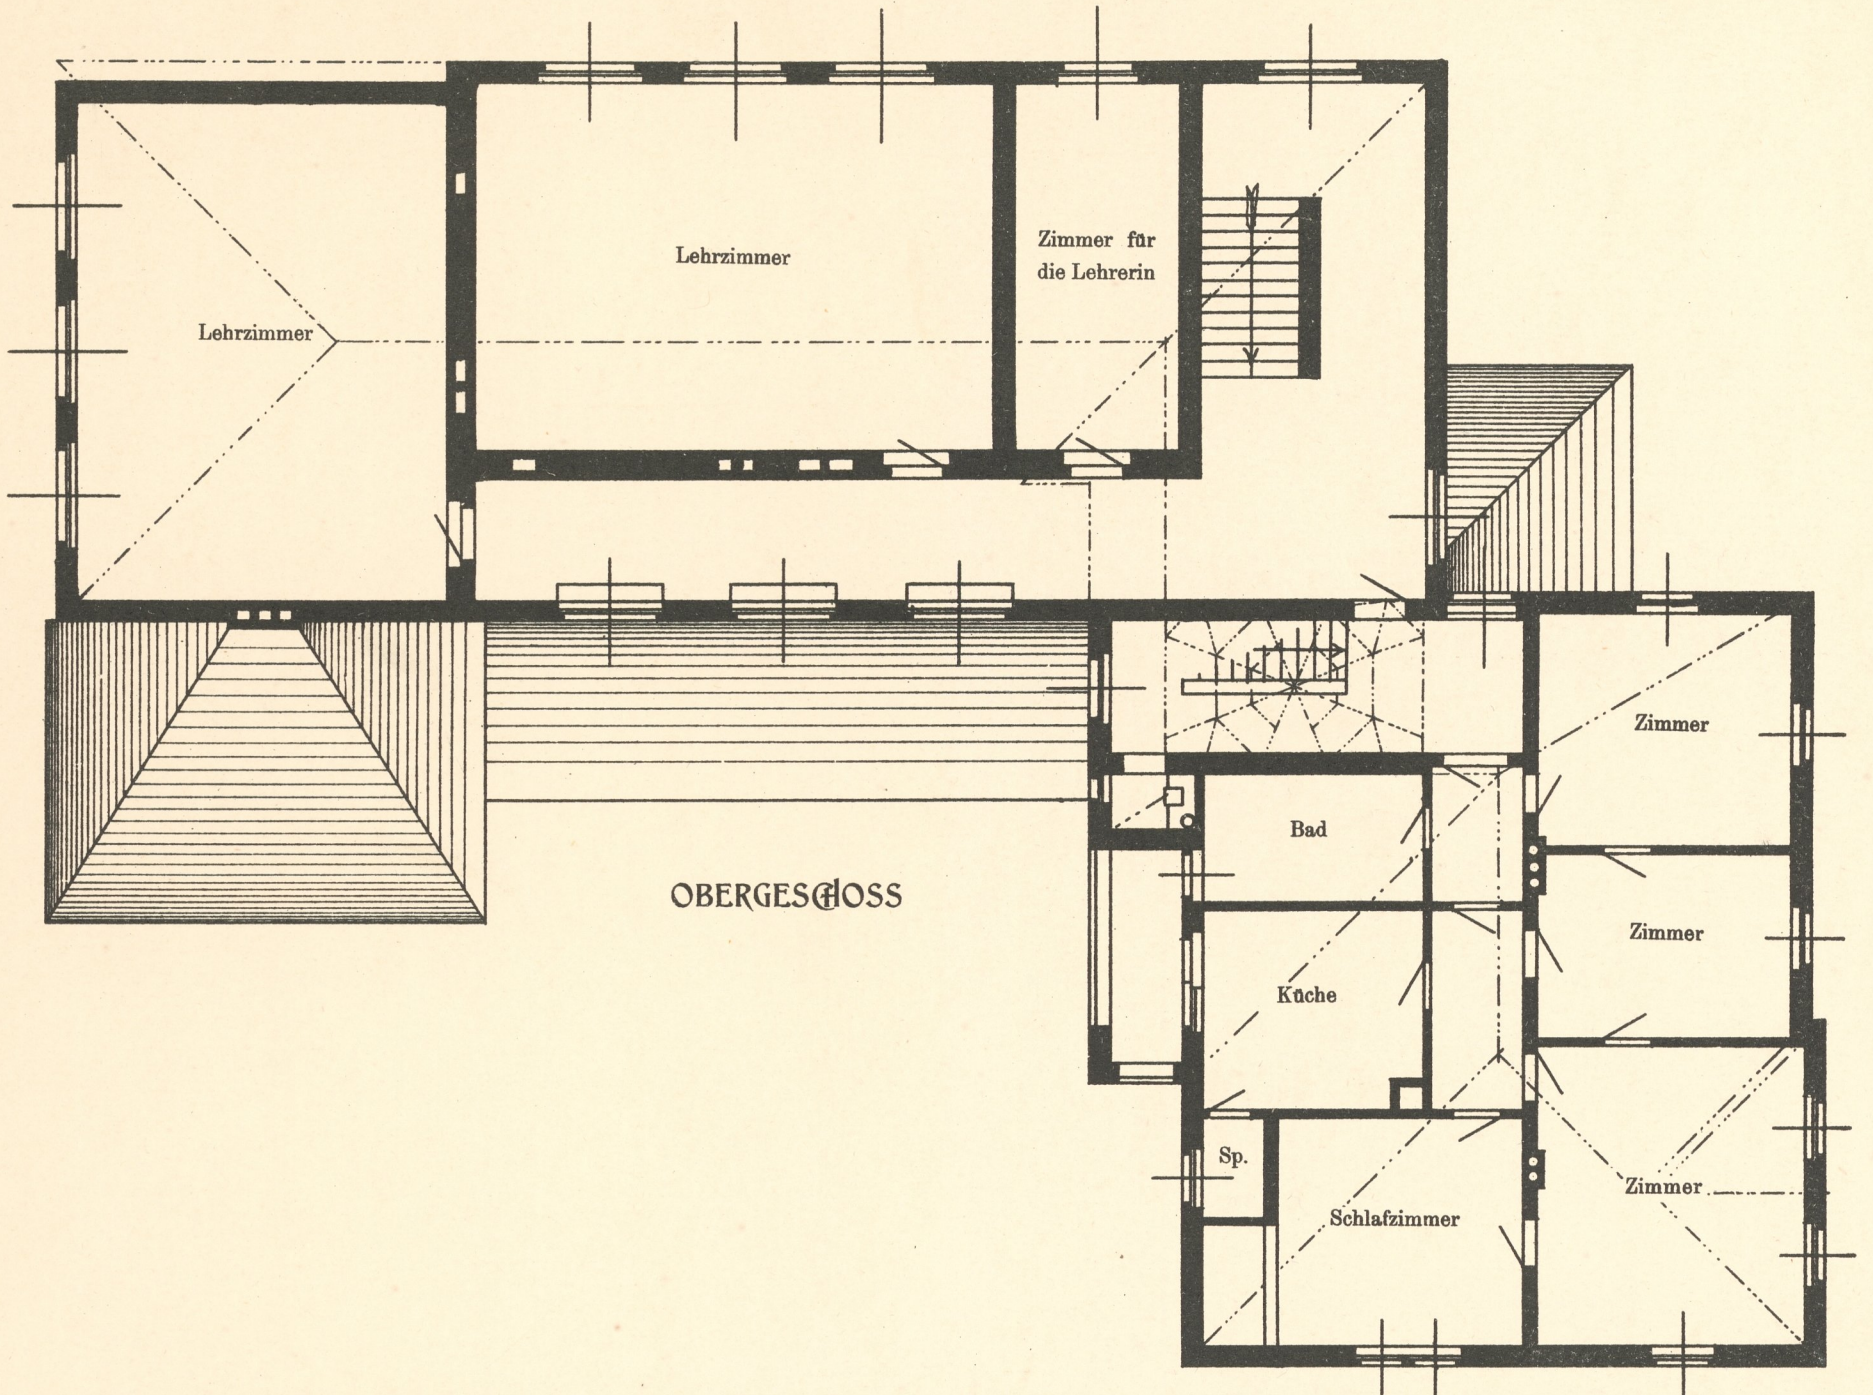 Lehrzimmer
Lehrzimmer
Zimmer für
die Lehrerin
Zimmer
Bad
OBERGESCHOSS
Zimmer
Küche
Sp.
Zimmer
Schlafzimmer